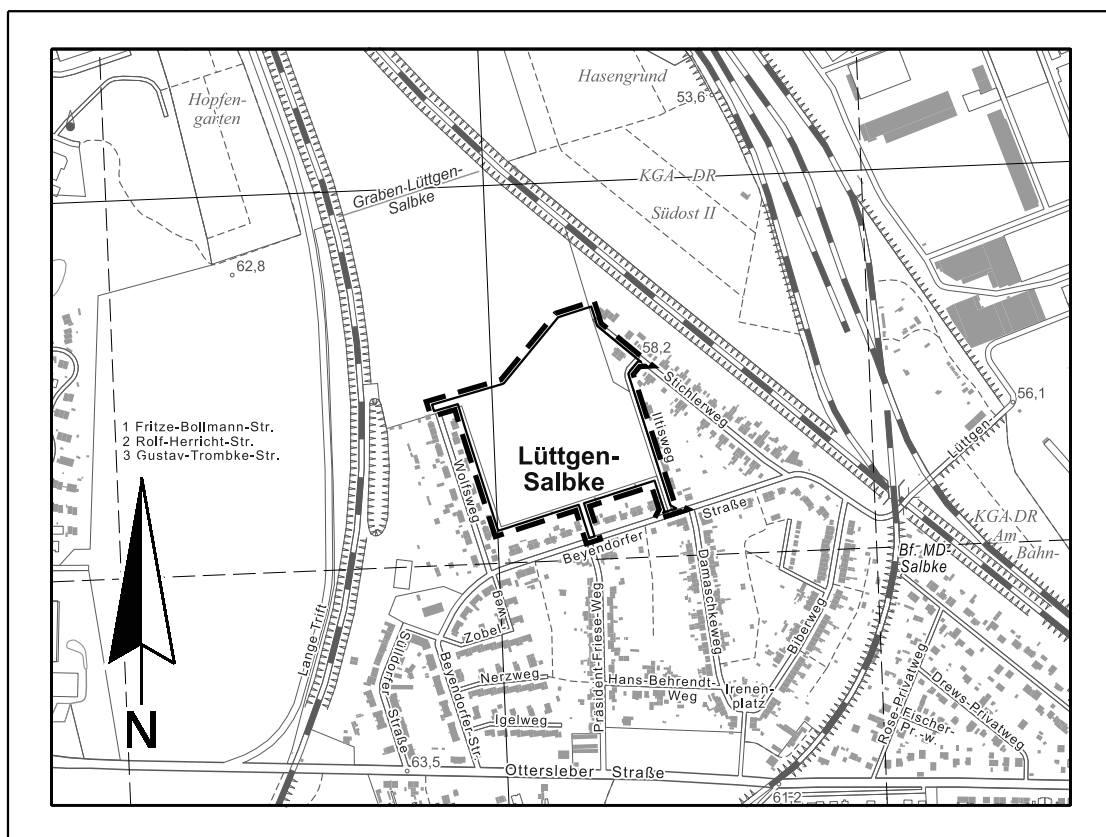 Hopfen-
garten
Hasengrund
53,6
KGA DR
Südost II
Graben-Lüttgen-
Salbke
62,8
58,2
Stichlerweg
Iltisweg
56,1
Lüttgen-
1 Fritze-Bollmann-Str.
2 Rolf-Herricht-Str.
3 Gustav-Trombke-Str.
Wolfsweg
Lüttgen-
Salbke
Beyendorfer
Straße
KGA DR
Am
Bahn-
Bf. MD-
Salbke
Lange-Trift
Zobel-
weg
Sülldorfer
Straße
Beyendorfer-Str.
Nerzweg
Igelweg
Präsident-Friese-Weg
Damaschkeweg
Hans-Behrendt-
Weg
Biberweg
Irenen-
platz
Rose-Privatweg
Drews-Privatweg
Fischer-
Pr.-w
N
63,5
Ottersleber Straße
61,2